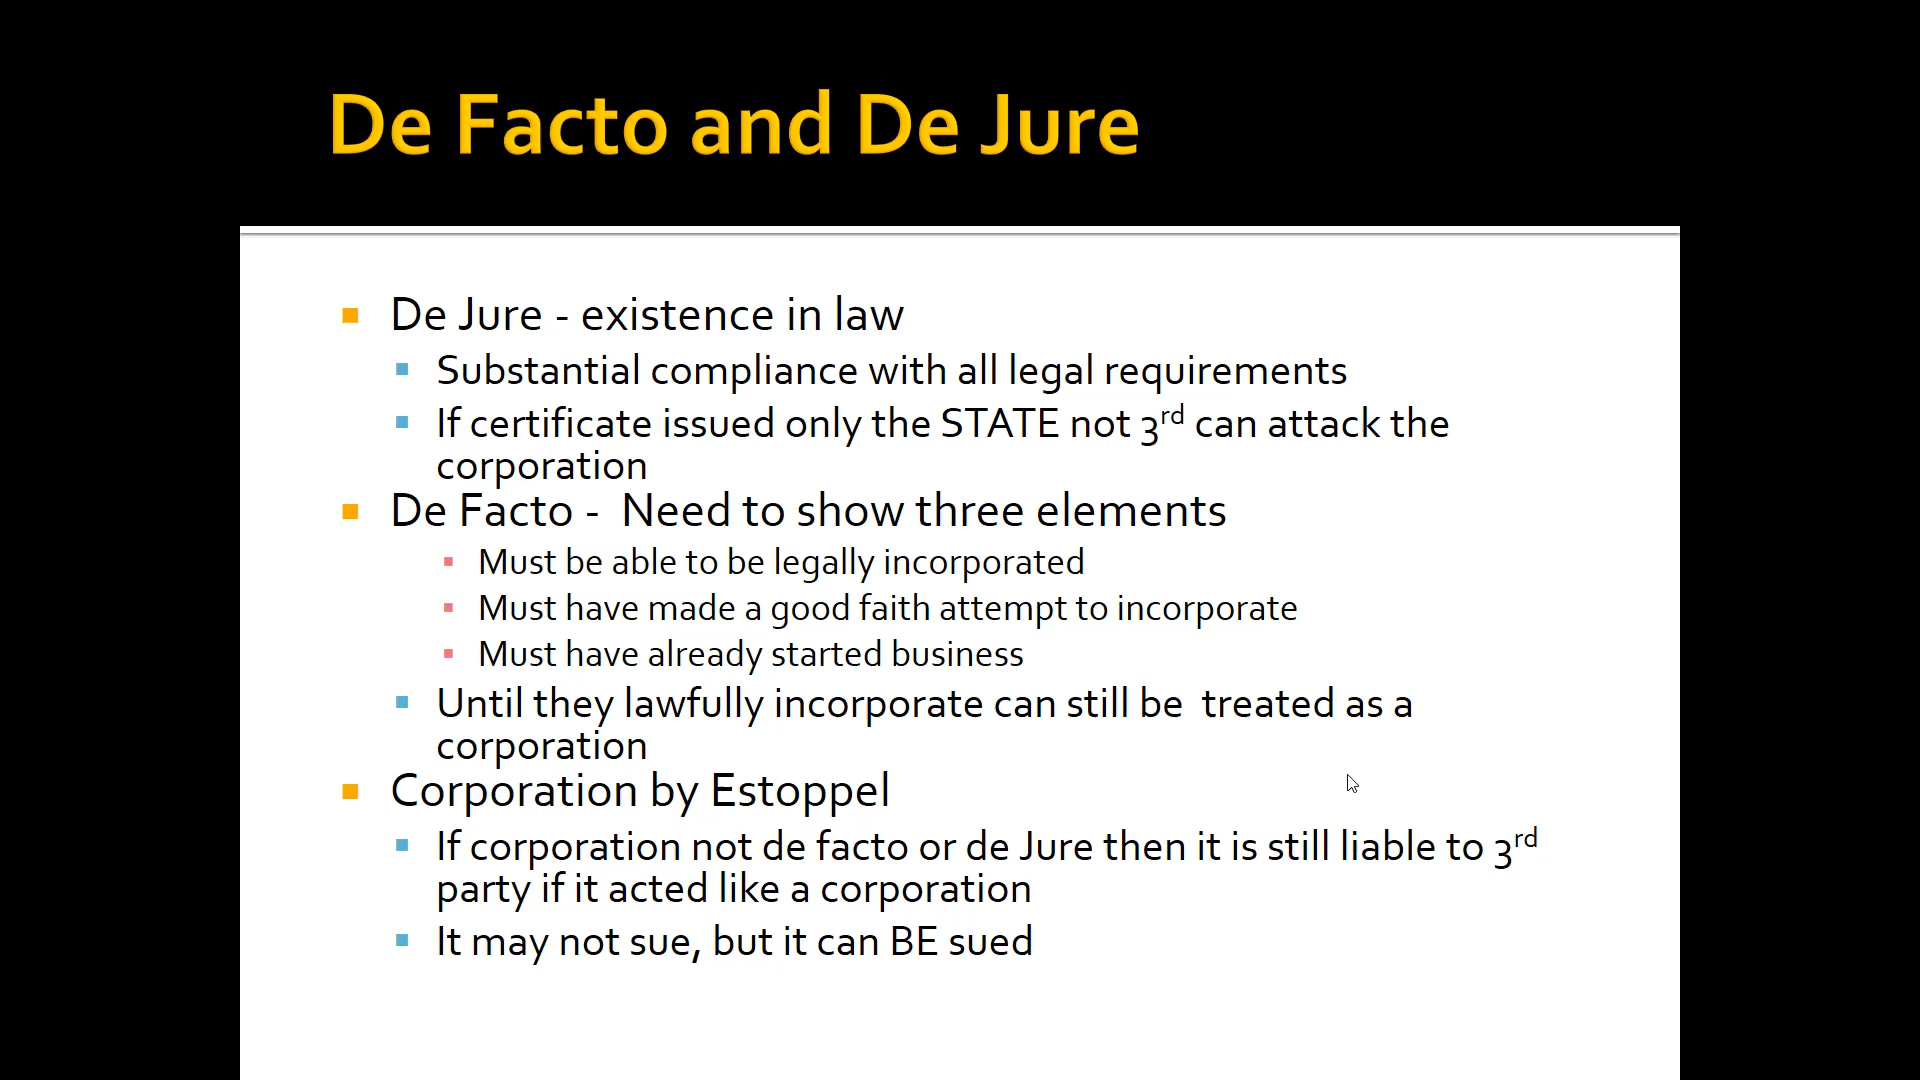 De Facto and De Jure
De Jure - existence in law
Substantial compliance with all legal requirements
If certificate issued only the STATE not 3rd can attack the
corporation
De Facto -  Need to show three elements
Must be able to be legally incorporated
Must have made a good faith attempt to incorporate
Must have already started business
Until they lawfully incorporate can still be  treated as a
corporation
Corporation by Estoppel
If corporation not de facto or de Jure then it is still liable to 3rd
party if it acted like a corporation
It may not sue, but it can BE sued